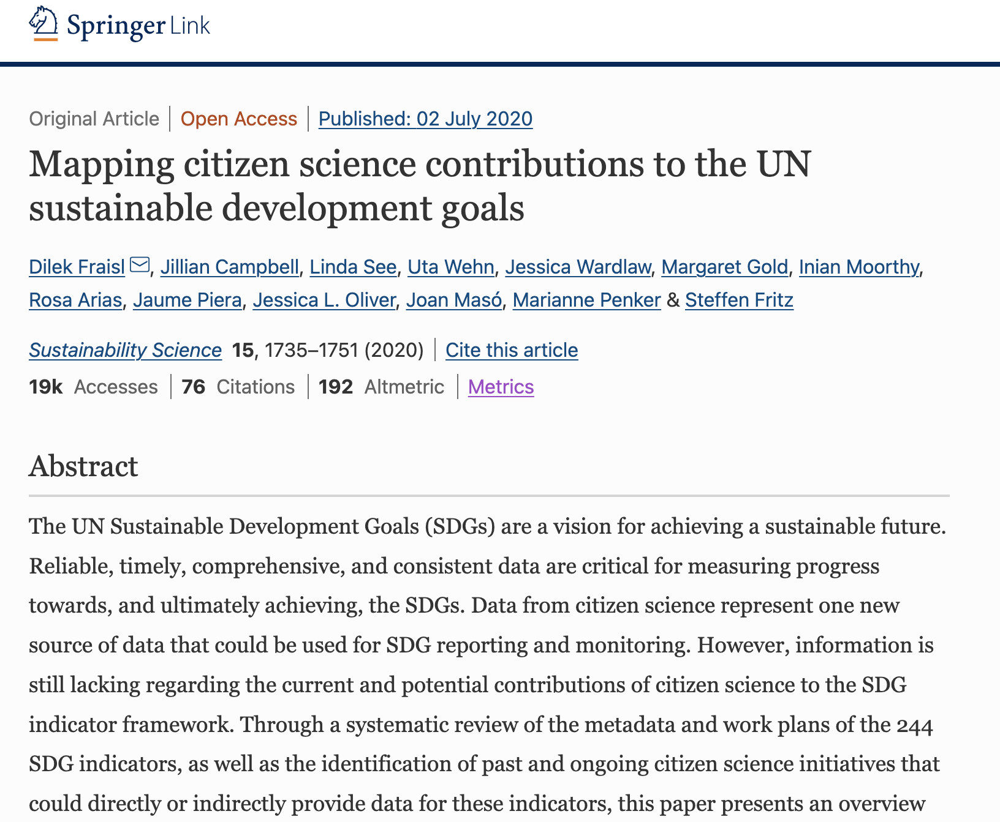 Springer Link
Original Article | Open Access | Published: 02 July 2020
Mapping citizen science contributions to the UN
sustainable development goals
Dilek Fraisl, Jillian Campbell, Linda See, Uta Wehn, Jessica Wardlaw, Margaret Gold, Inian Moorthy,
Rosa Arias, Jaume Piera, Jessica L. Oliver, Joan Masó, Marianne Penker & Steffen Fritz
Sustainability Science 15, 1735–1751 (2020) | Cite this article
19k Accesses | 76 Citations | 192 Altmetric | Metrics
Abstract
The UN Sustainable Development Goals (SDGs) are a vision for achieving a sustainable future.
Reliable, timely, comprehensive, and consistent data are critical for measuring progress
towards, and ultimately achieving, the SDGs. Data from citizen science represent one new
source of data that could be used for SDG reporting and monitoring. However, information is
still lacking regarding the current and potential contributions of citizen science to the SDG
indicator framework. Through a systematic review of the metadata and work plans of the 244
SDG indicators, as well as the identification of past and ongoing citizen science initiatives that
could directly or indirectly provide data for these indicators, this paper presents an overview